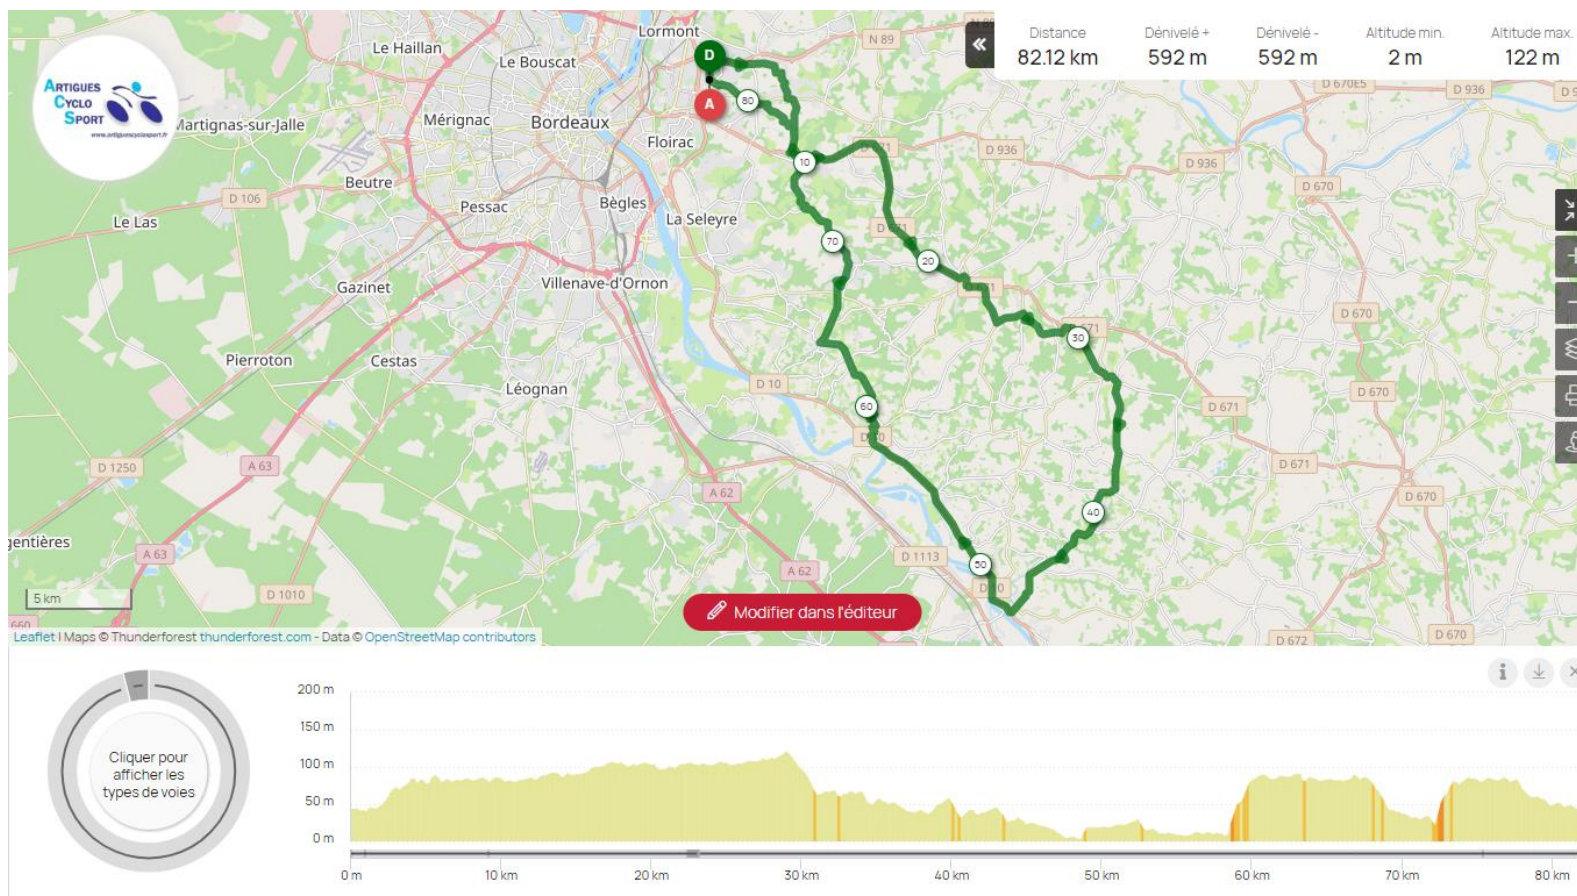 Distance
82.12 km
Dénivelé +
592 m
Dénivelé -
592 m
Altitude min.
2 m
Altitude max.
122 m
ARTIGUES
CYCLO
SPORT
www.artiguescyclosport.fr
Lormont
N 89
Le Haillan
Le Bouscat
D
80
A
D 670E5
D 936
Martignas-sur-Jalle
Mérignac
Bordeaux
Floirac
10
D 936
D 936
Beutre
D 670
D 106
Pessac
Bègles
Le Las
La Seleyre
70
20
Villenave-d'Ornon
Gazinet
D 670
30
Pierroton
Cestas
D 670
Léognan
D 10
60
D 671
D 1250
A 63
D 671
A 62
D 670
40
A 63
D 1113
50
A 62
5 km
D 1010
Modifier dans l'éditeur
D 672
D 670
Leaflet | Maps © Thunderforest thunderforest.com - Data © OpenStreetMap contributors
Cliquer pour
afficher les
types de voies
200 m
150 m
100 m
50 m
0 m
0 m
10 km
20 km
30 km
40 km
50 km
60 km
70 km
80 km